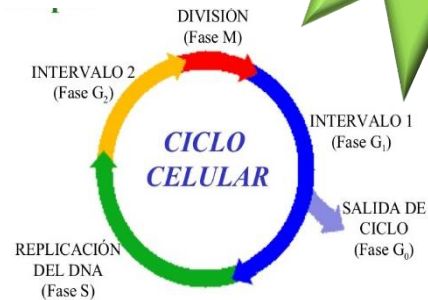 DIVISIÓN
(Fase M)
INTERVALO 2
(Fase G₂)
INTERVALO 1
(Fase G₁)
CICLO
CELULAR
SALIDA DE
CICLO
(Fase G₀)
REPLICACIÓN
DEL DNA
(Fase S)